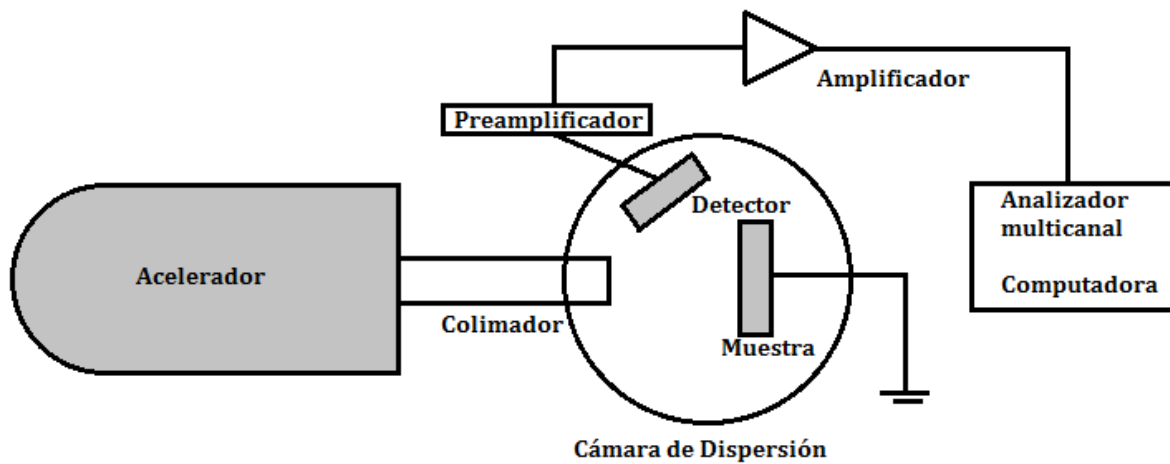 Amplificador
Preamplificador
Detector
Analizador
multicanal
Computadora
Acelerador
Colimador
Muestra
Cámara de Dispersión